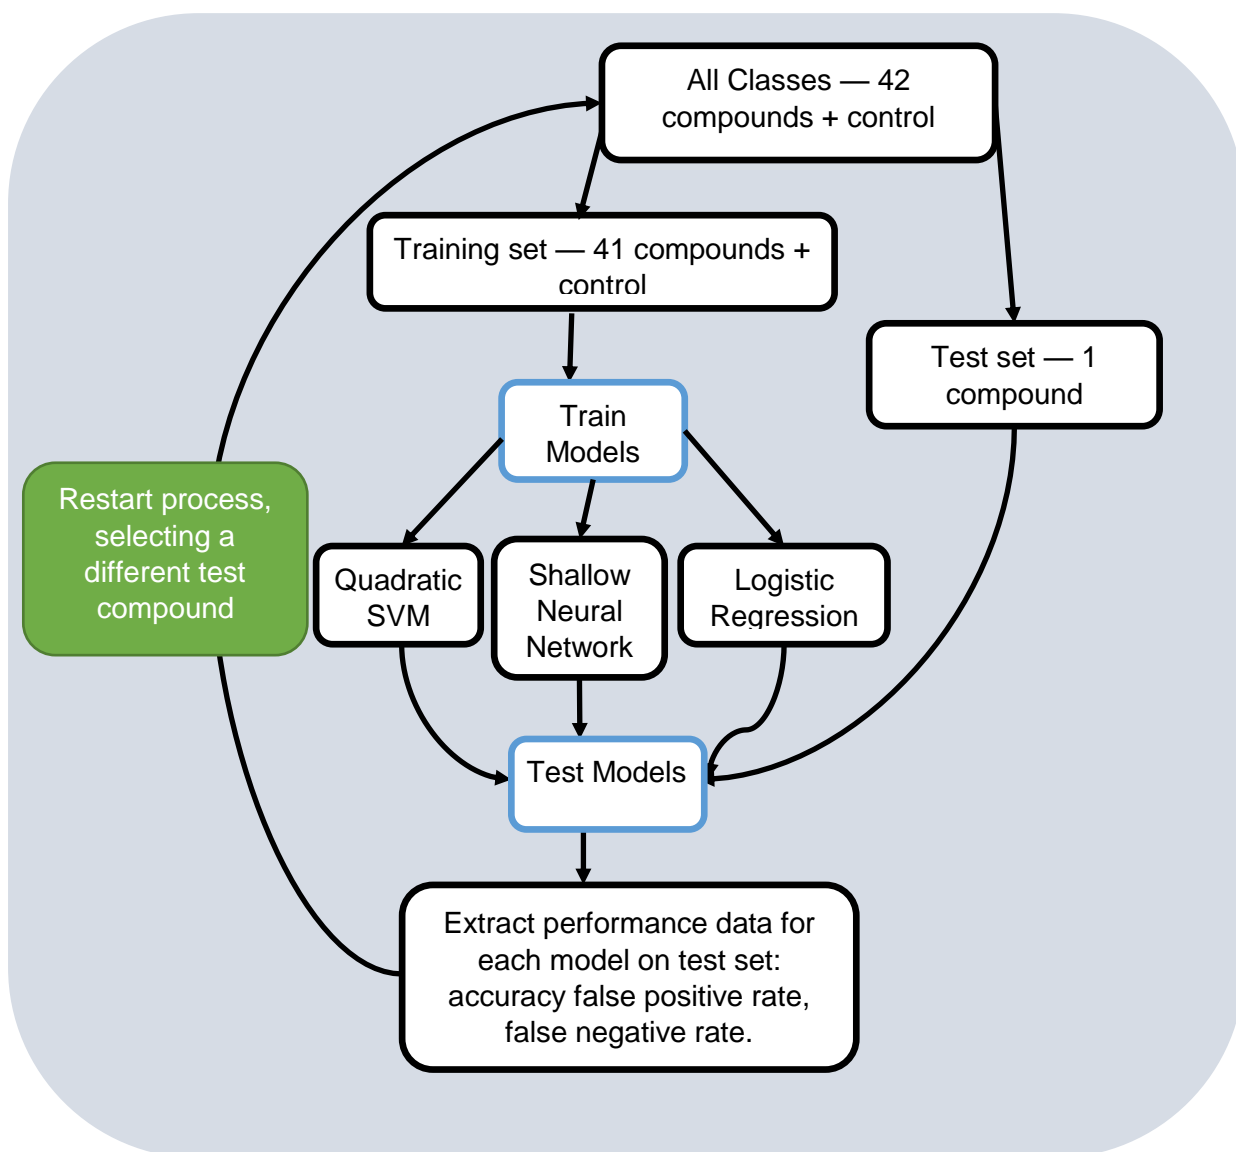 All Classes — 42
compounds + control
Training set — 41 compounds +
control
Test set — 1
compound
Train
Models
Restart process,
selecting a
different test
compound
Quadratic
SVM
Shallow
Neural
Network
Logistic
Regression
Test Models
Extract performance data for
each model on test set:
accuracy false positive rate,
false negative rate.